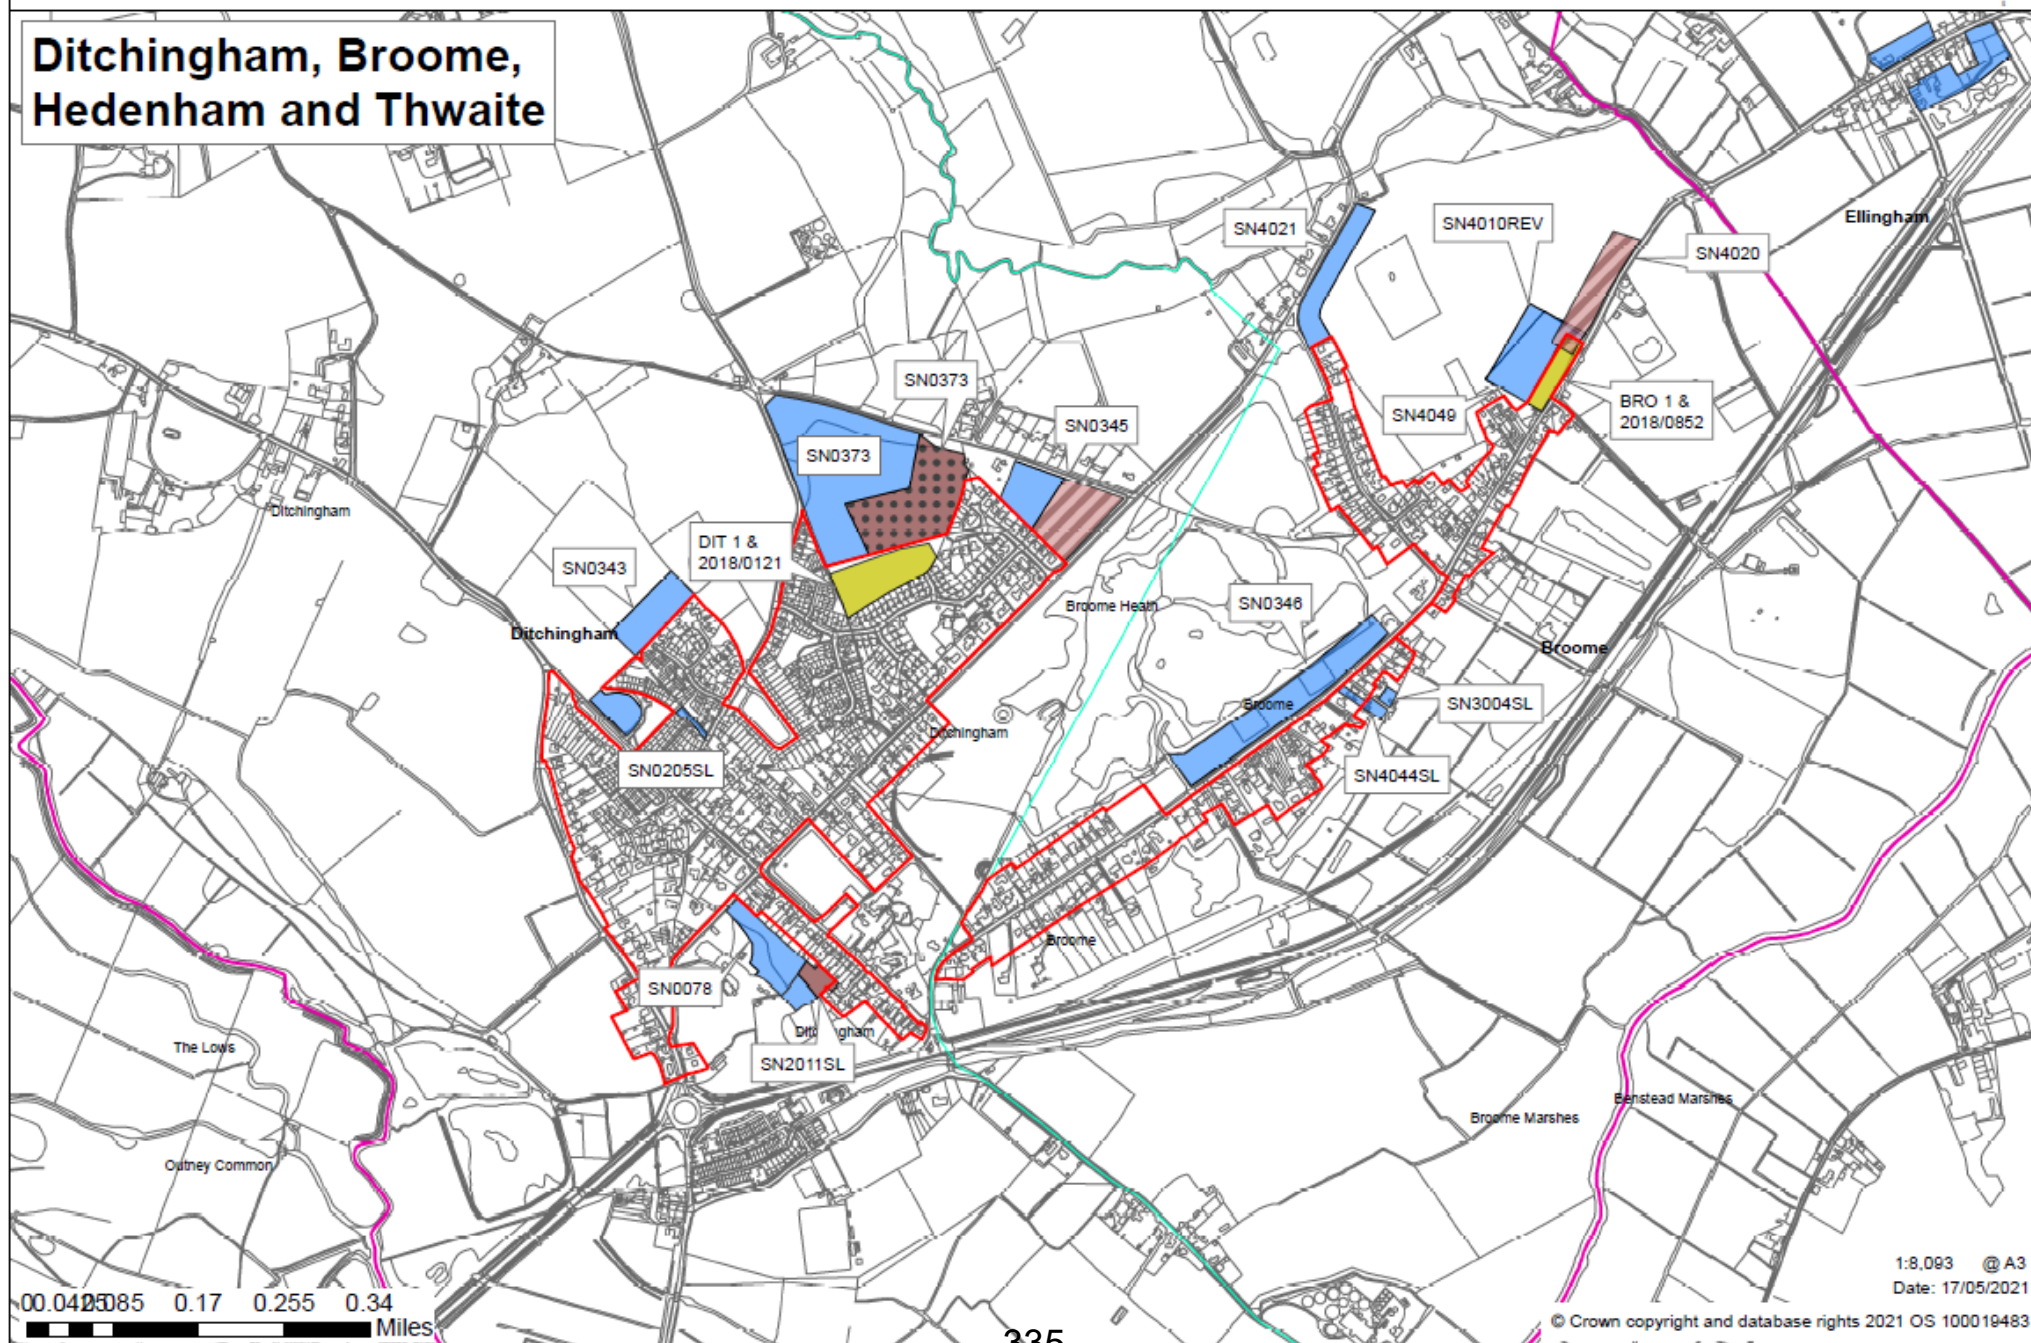 Ditchingham, Broome,
Hedenham and Thwaite
SN4021
SN4010REV
Ellingham
SN4020
SN0373
SN0345
SN4049
BRO 1 &
2018/0852
SN0373
Ditchingham
DIT 1 &
2018/0121
SN0343
Broome Heath
SN0346
Ditchingham
Broome
Broome
SN3004SL
Ditchingham
SN0205SL
SN4044SL
Broome
SN0078
Ditchingham
The Lows
SN2011SL
Benstead Marshes
Broome Marshes
Outney Common
1:8,093 @ A3
Date: 17/05/2021
0.17 0.255 0.34
Miles
© Crown copyright and database rights 2021 OS 100019483
335